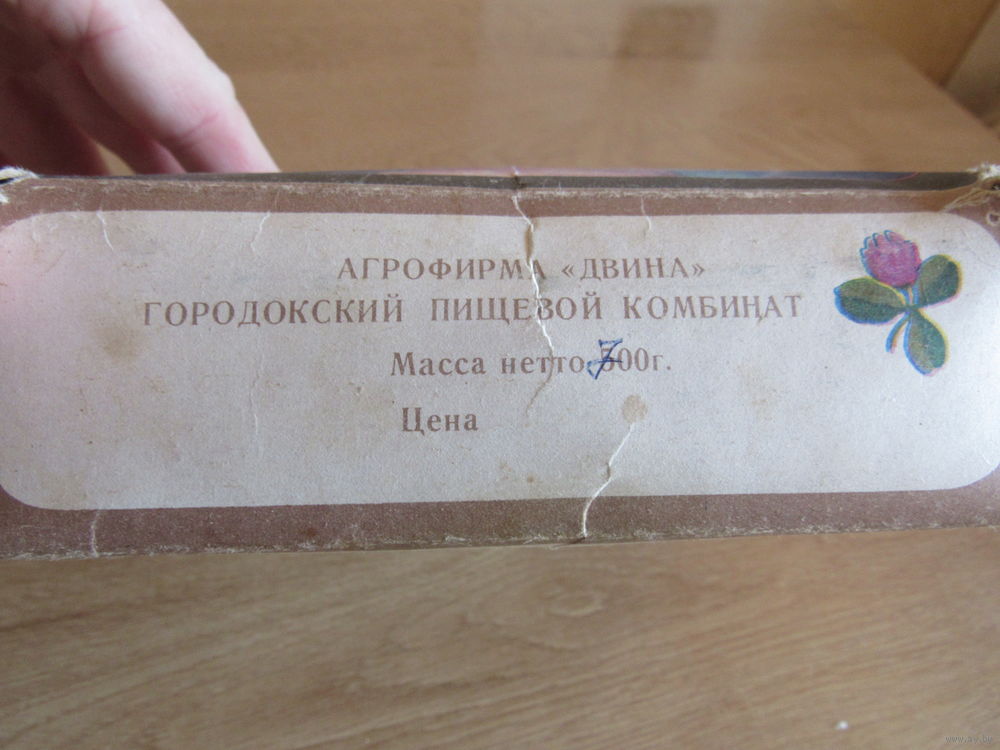 АГРОФИРМА «ДВИНА»
ГОРОДОКСКИЙ ПИЩЕВОЙ КОМБИНАТ
Масса нетто 700г.
Цена